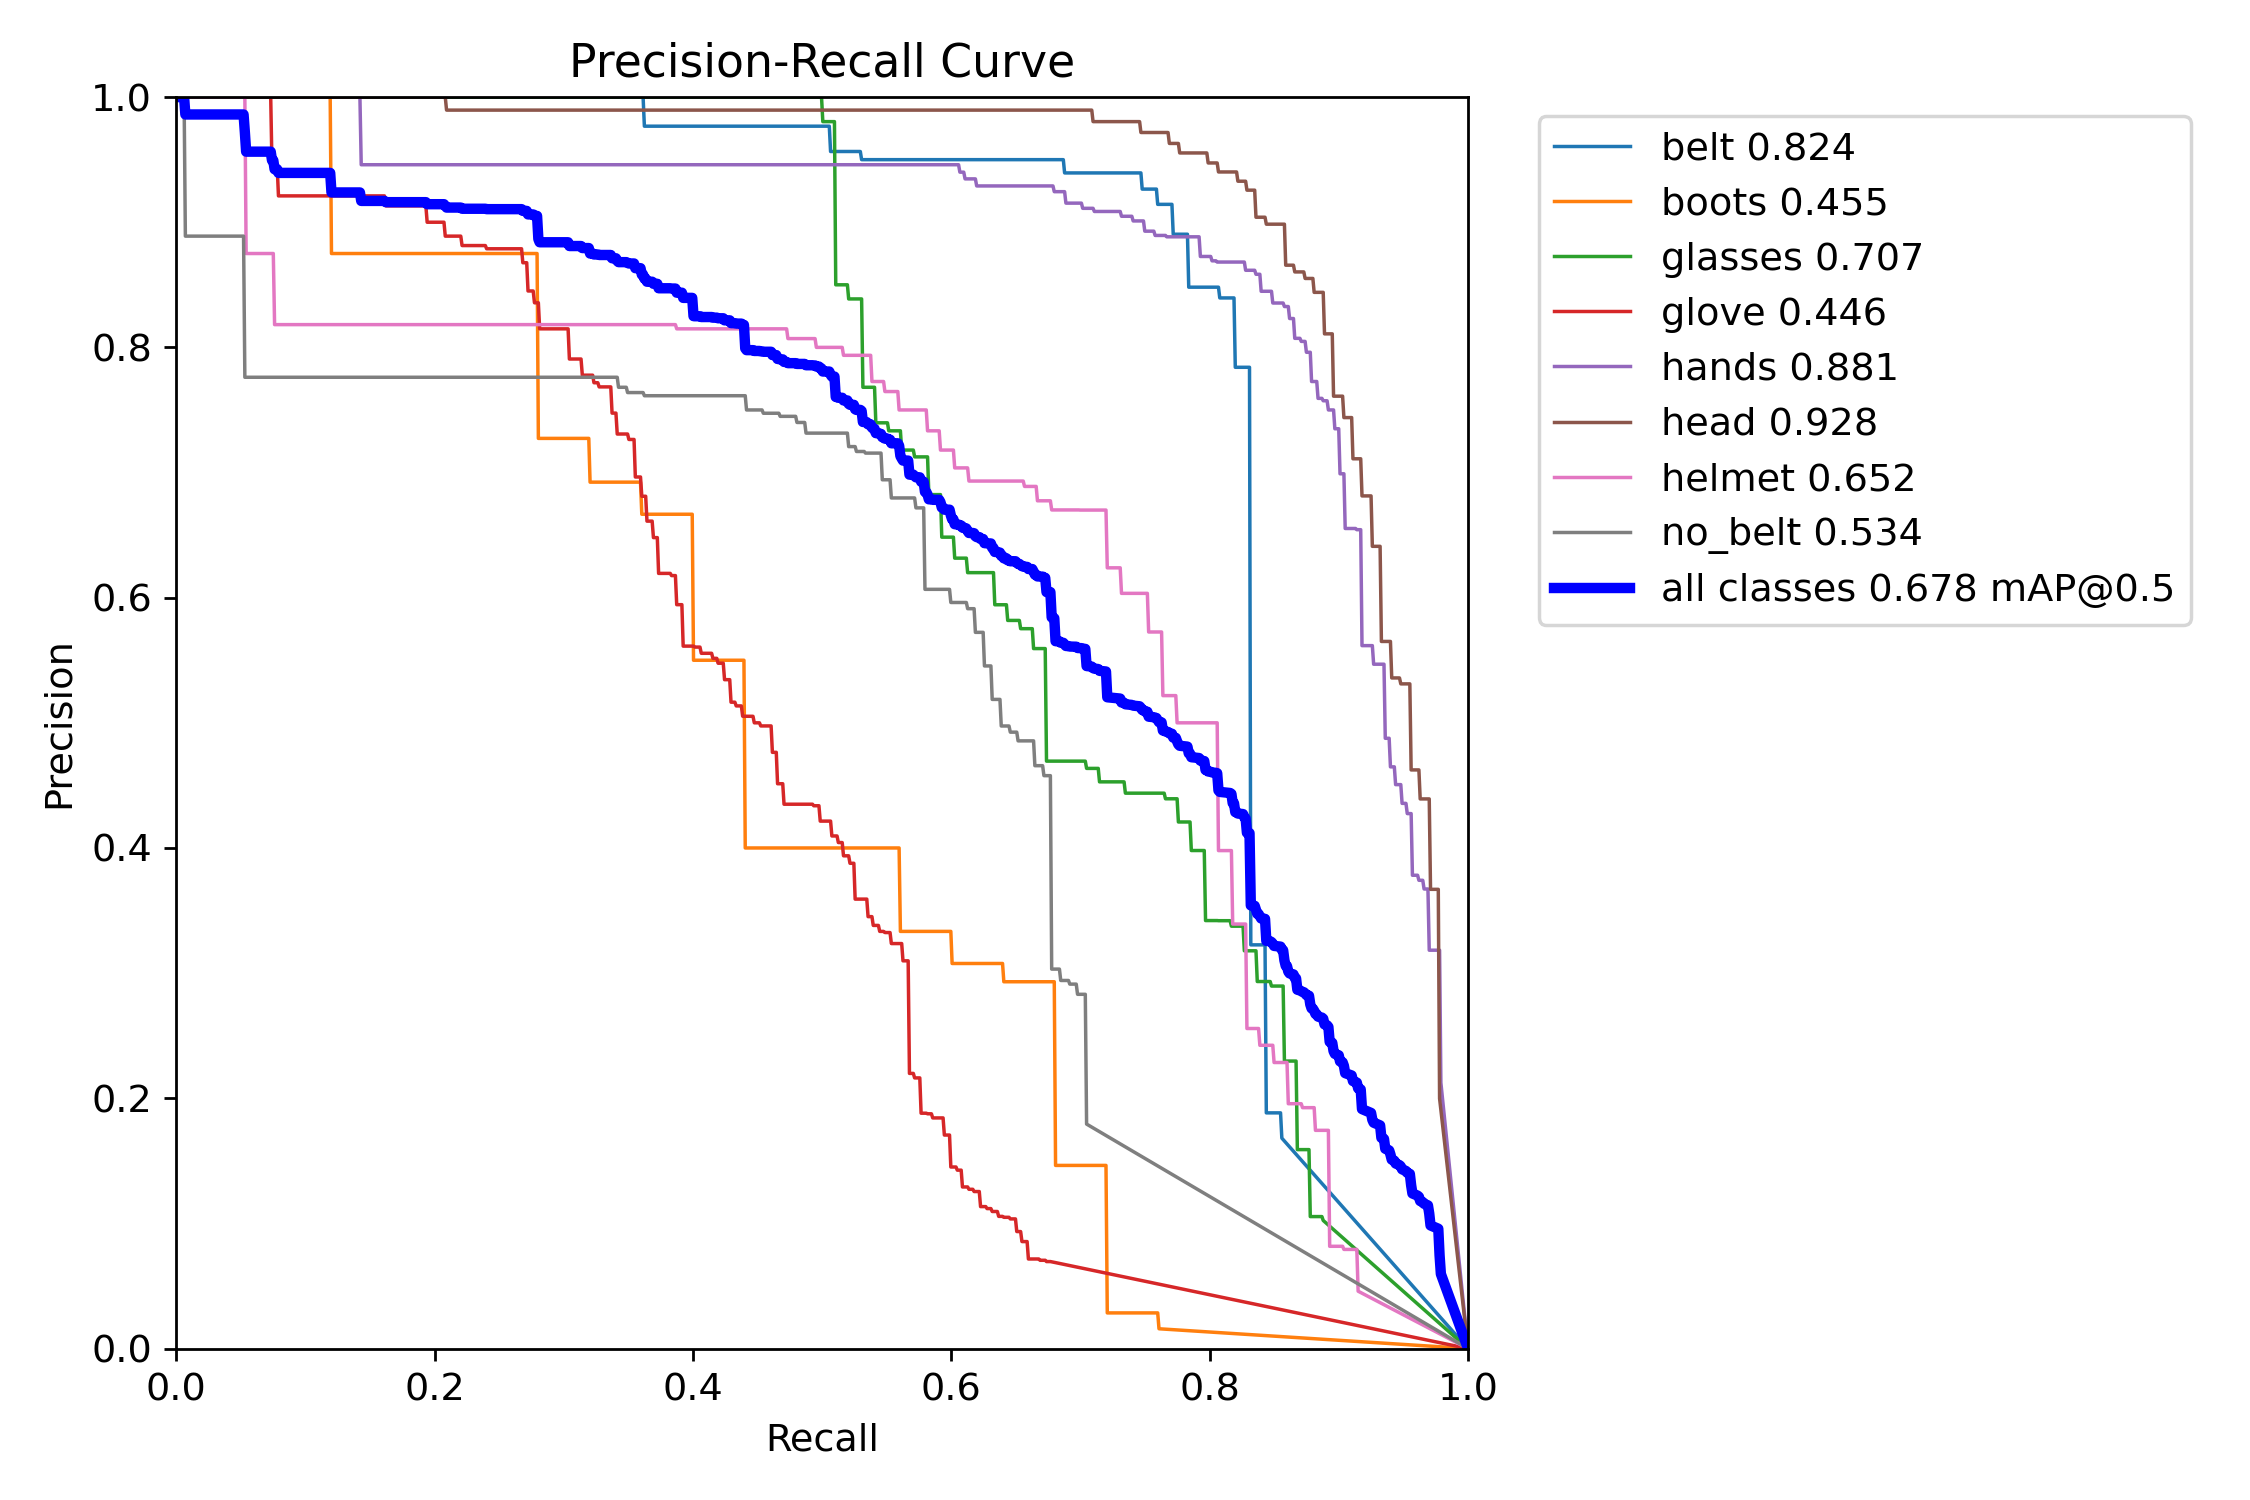 Precision-Recall Curve
1.0
0.8
0.6
0.4
0.2
0.0
Precision
0.0 0.2 0.4 0.6 0.8 1.0
Recall
belt 0.824
boots 0.455
glasses 0.707
glove 0.446
hands 0.881
head 0.928
helmet 0.652
no_belt 0.534
all classes 0.678 mAP@0.5